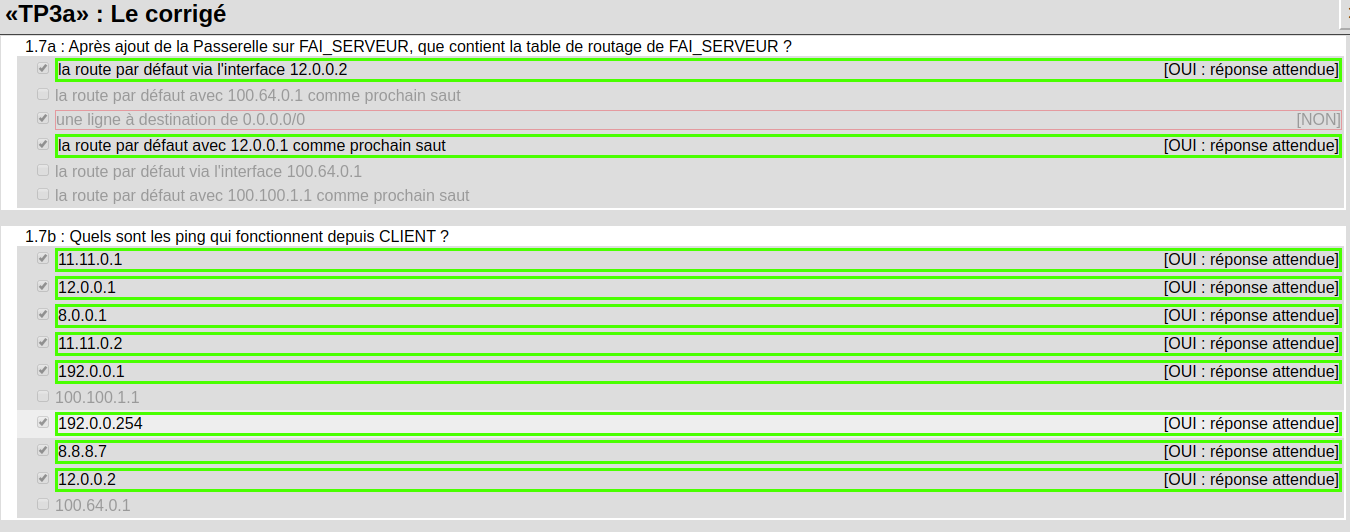 «TP3a» : Le corrigé
1.7a : Après ajout de la Passerelle sur FAI_SERVEUR, que contient la table de routage de FAI_SERVEUR ?
la route par défaut via l'interface 12.0.0.2 [OUI : réponse attendue]
la route par défaut avec 100.64.0.1 comme prochain saut
une ligne à destination de 0.0.0.0/0 [NON]
la route par défaut avec 12.0.0.1 comme prochain saut [OUI : réponse attendue]
la route par défaut via l'interface 100.64.0.1
la route par défaut avec 100.100.1.1 comme prochain saut
1.7b : Quels sont les ping qui fonctionnent depuis CLIENT ?
11.11.0.1 [OUI : réponse attendue]
12.0.0.1 [OUI : réponse attendue]
8.0.0.1 [OUI : réponse attendue]
11.11.0.2 [OUI : réponse attendue]
192.0.0.1 [OUI : réponse attendue]
100.100.1.1
192.0.0.254 [OUI : réponse attendue]
8.8.8.7 [OUI : réponse attendue]
12.0.0.2 [OUI : réponse attendue]
100.64.0.1